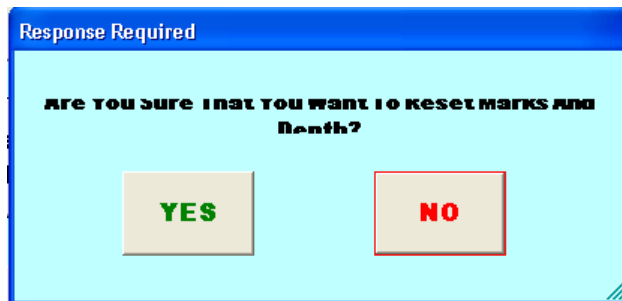 Response Required
Are You Sure That You Want To Reset Marks And
Depth?
YES
NO